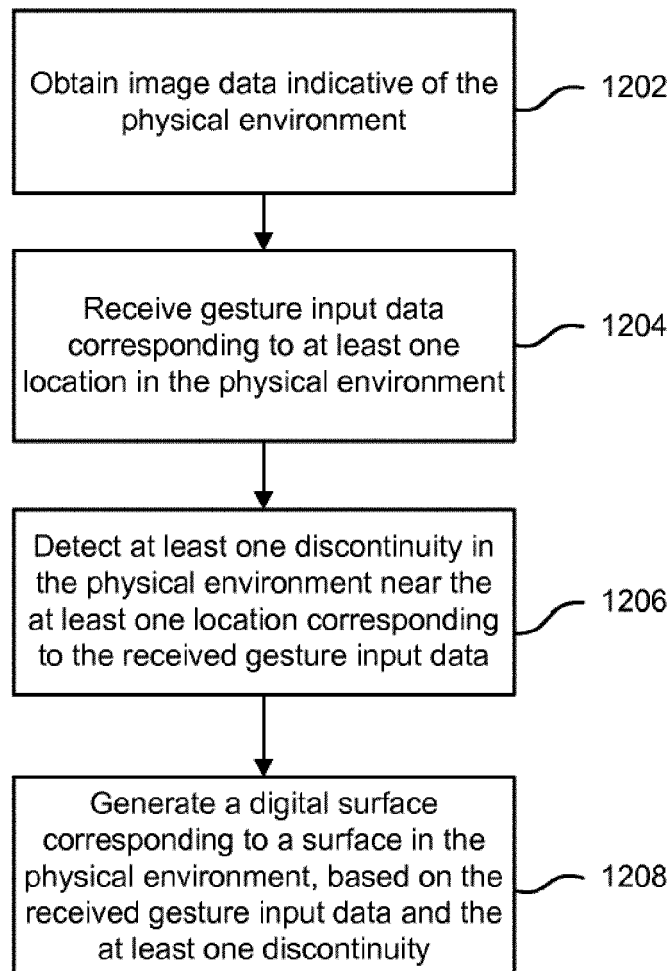 Obtain image data indicative of the
physical environment
1202
Receive gesture input data
corresponding to at least one
location in the physical environment
1204
Detect at least one discontinuity in
the physical environment near the
at least one location corresponding
to the received gesture input data
1206
Generate a digital surface
corresponding to a surface in the
physical environment, based on the
received gesture input data and the
at least one discontinuity
1208